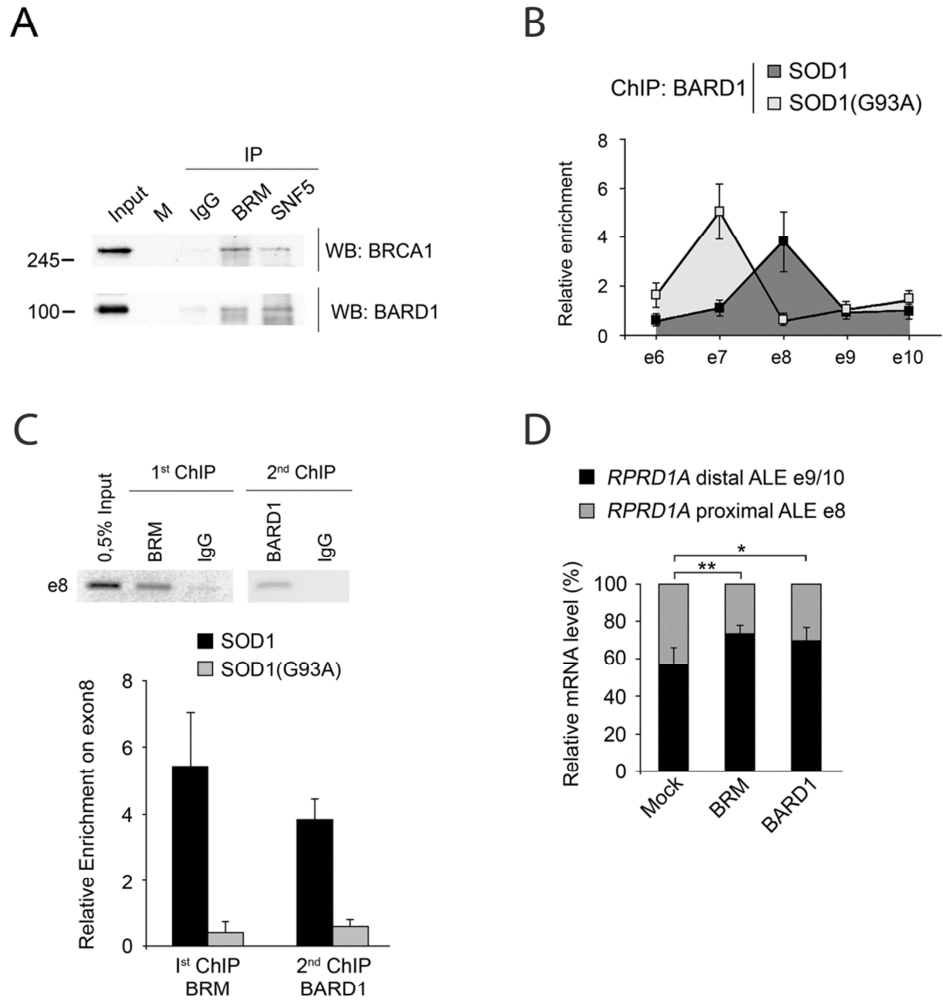 A
IP
Input M IgG BRM SNF5
245
WB: BRCA1
100
WB: BARD1
B
ChIP: BARD1
SOD1
SOD1(G93A)
Relative enrichment
8
6
4
2
0
e6 e7 e8 e9 e10
C
1st ChIP 2nd ChIP
0,5% Input BRM IgG BARD1 IgG
e8
SOD1
SOD1(G93A)
Relative Enrichment on exon8
8
6
4
2
0
Ist ChIP 2nd ChIP
BRM BARD1
D
RPRD1A distal ALE e9/10
RPRD1A proximal ALE e8
*
**
Relative mRNA level (%)
100
80
60
40
20
0
Mock BRM BARD1